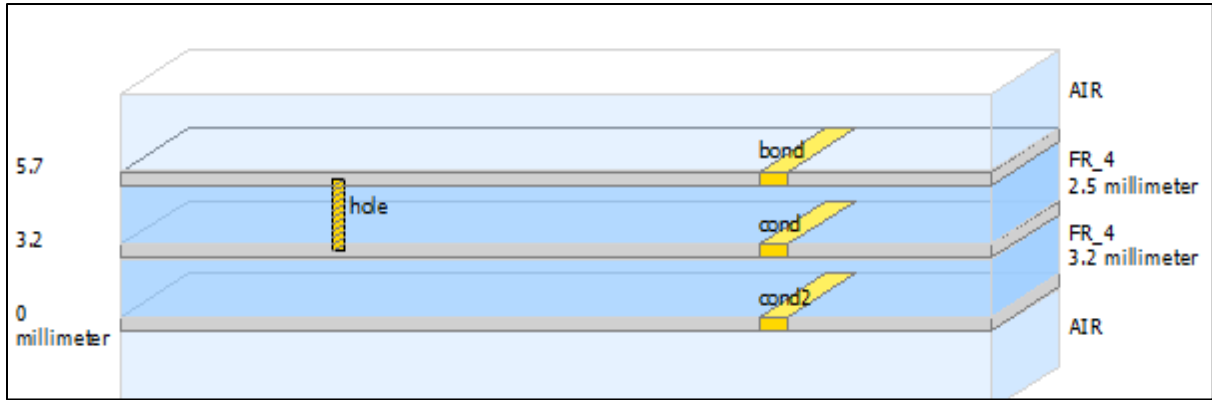 AIR
bond
5.7
FR_4
2.5 millimeter
hole
cond
3.2
FR_4
3.2 millimeter
cond2
0
millimeter
AIR